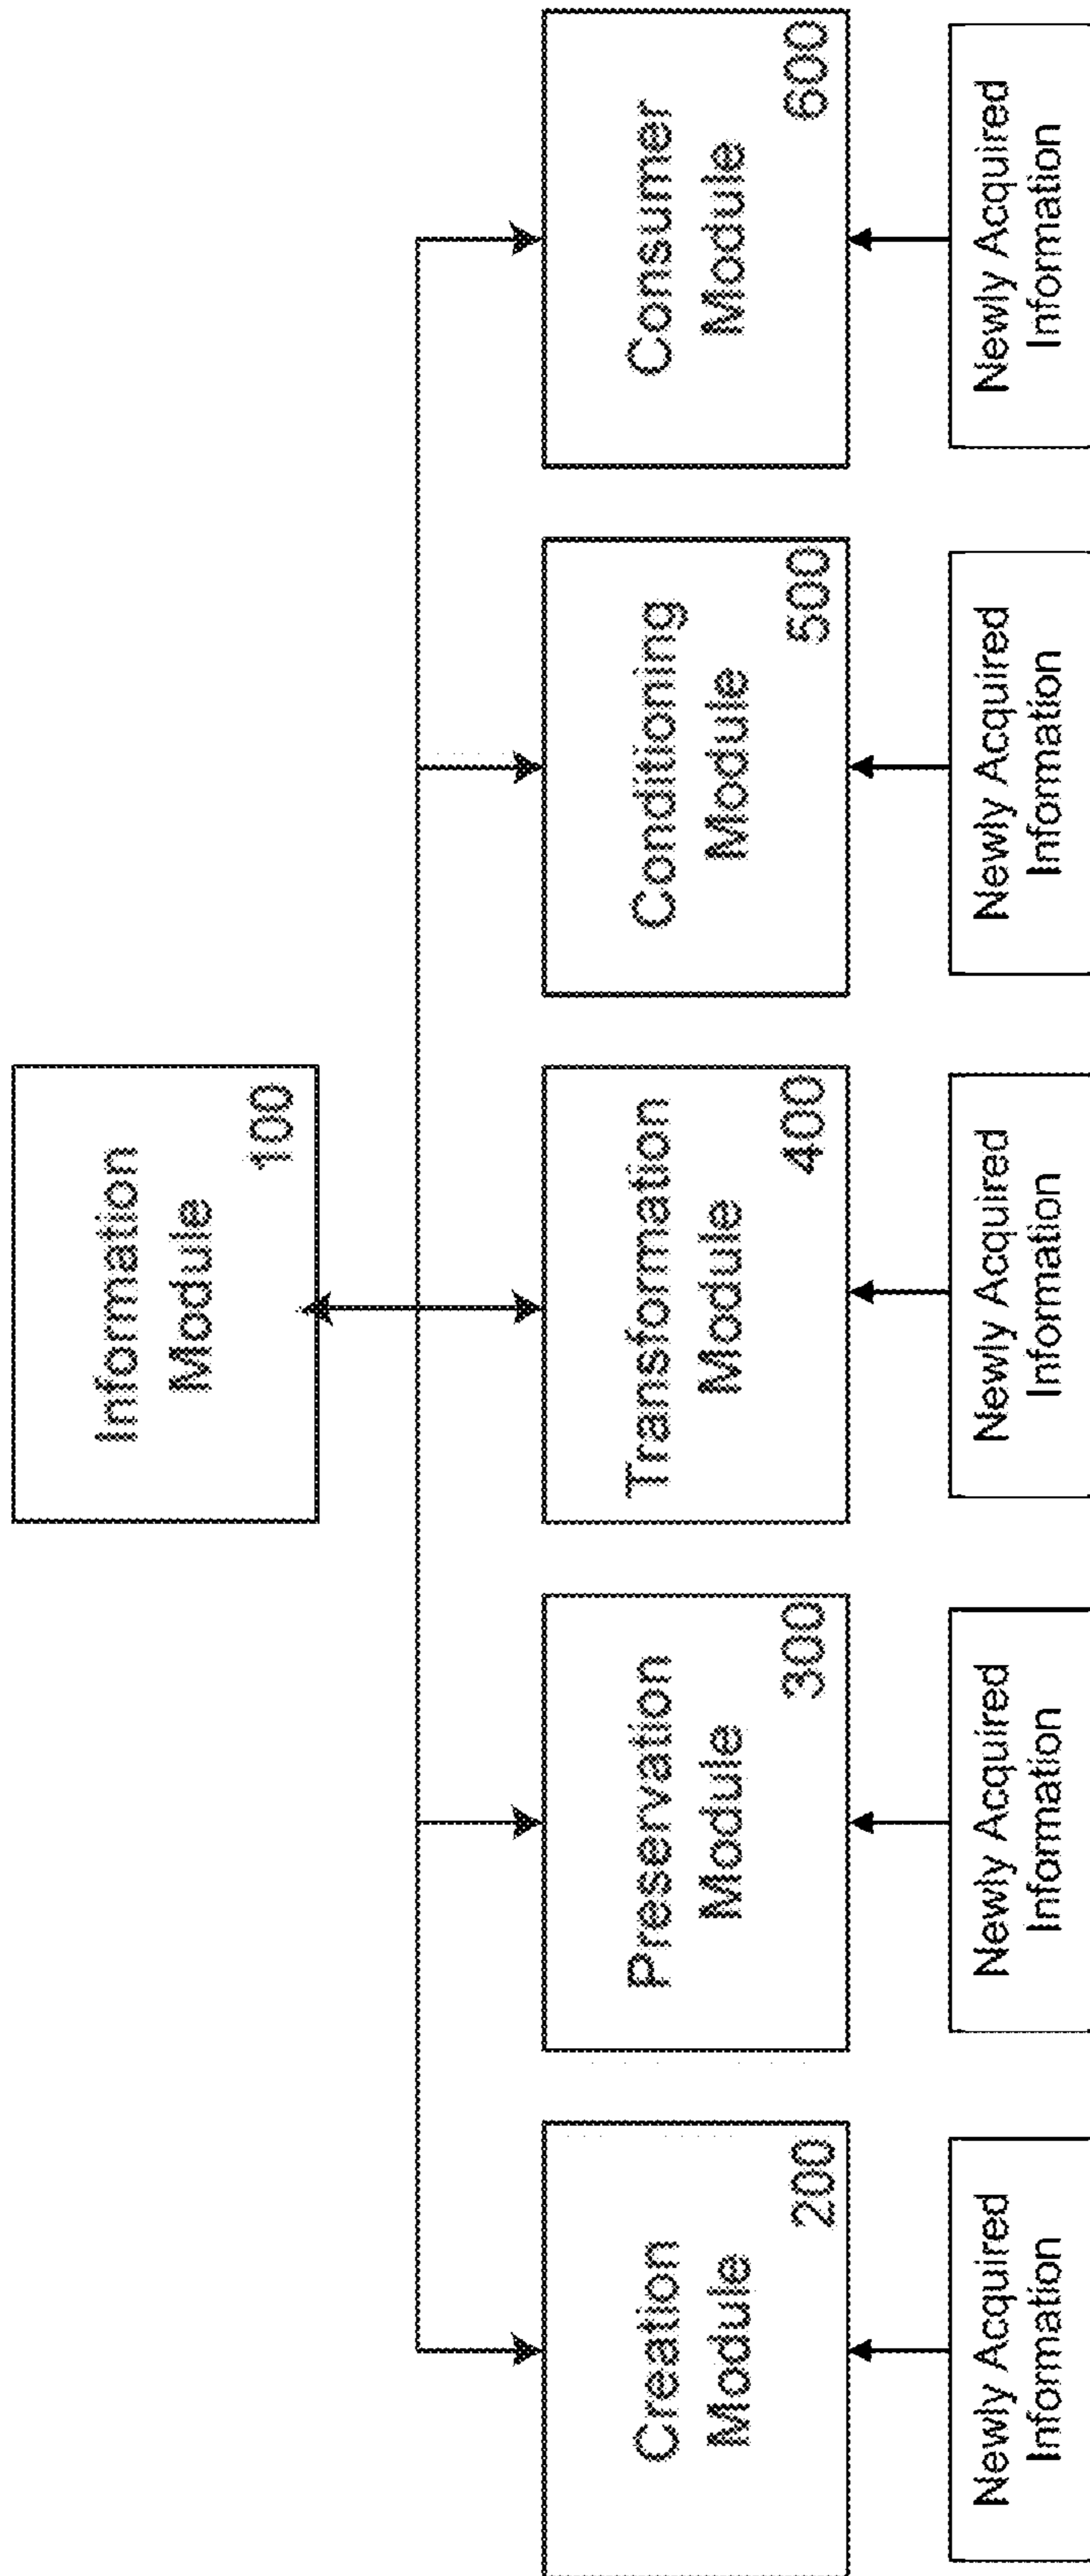 Information
Module
100
Creation
Module
200
Preservation
Module
300
Transformation
Module
400
Conditioning
Module
500
Consumer
Module
600
Newly Acquired
Information
Newly Acquired
Information
Newly Acquired
Information
Newly Acquired
Information
Newly Acquired
Information